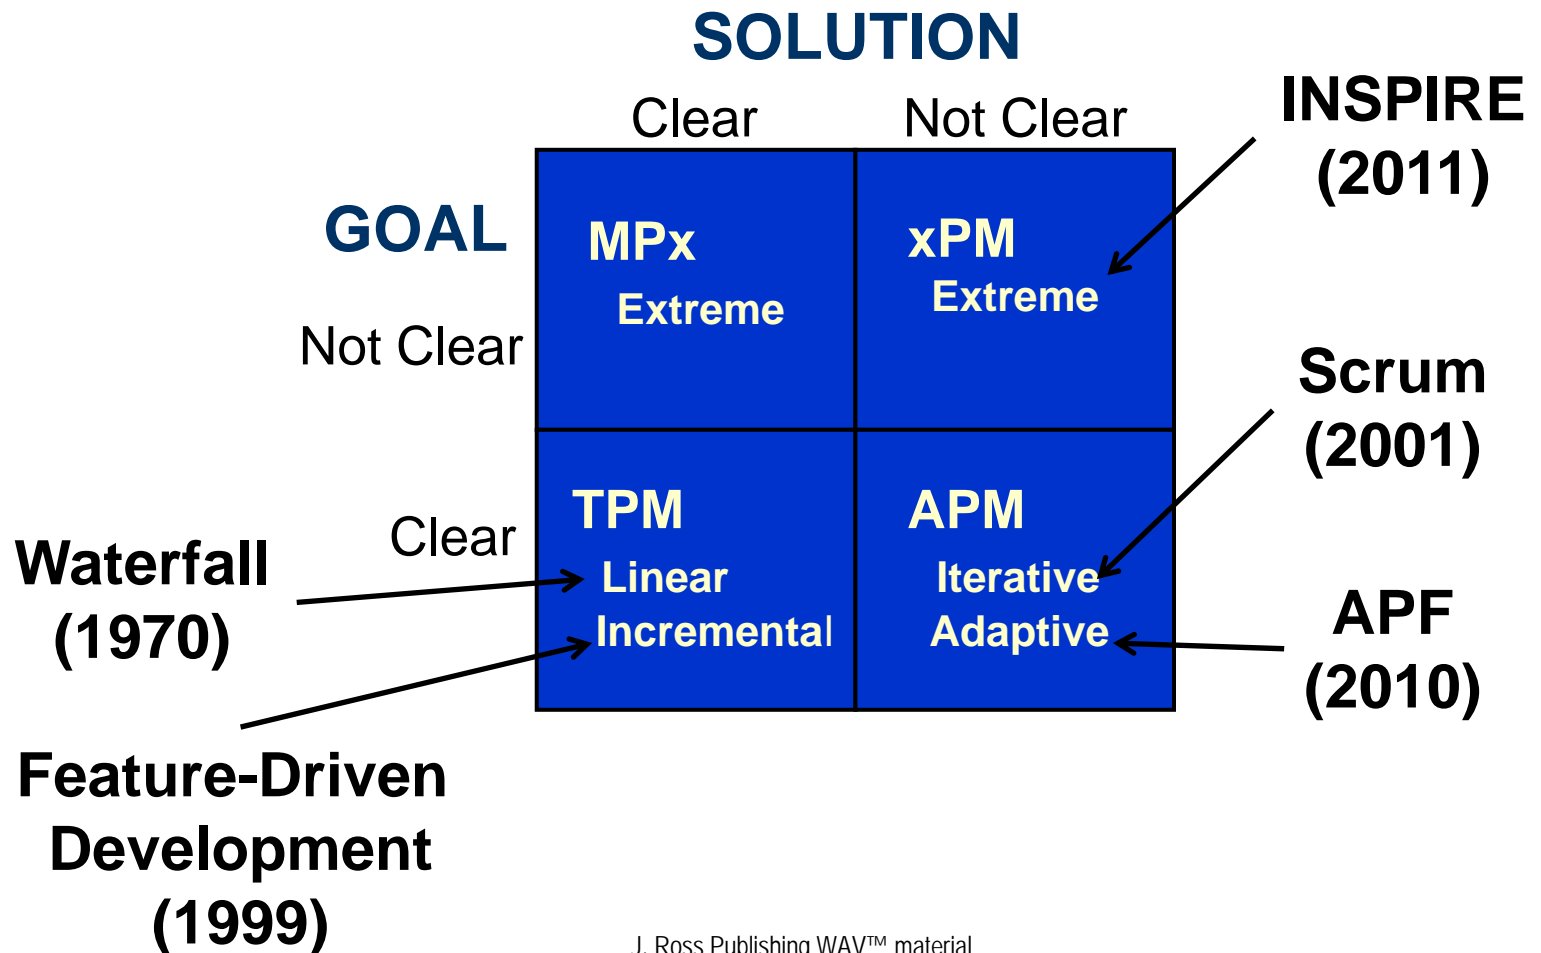 SOLUTION
Clear
Not Clear
INSPIRE
(2011)
GOAL
MPx
Extreme
xPM
Extreme
Not Clear
Scrum
(2001)
Clear
TPM
Linear
Incremental
APM
Iterative
Adaptive
Waterfall
(1970)
APF
(2010)
Feature-Driven
Development
(1999)
J. Ross Publishing WAV™ material